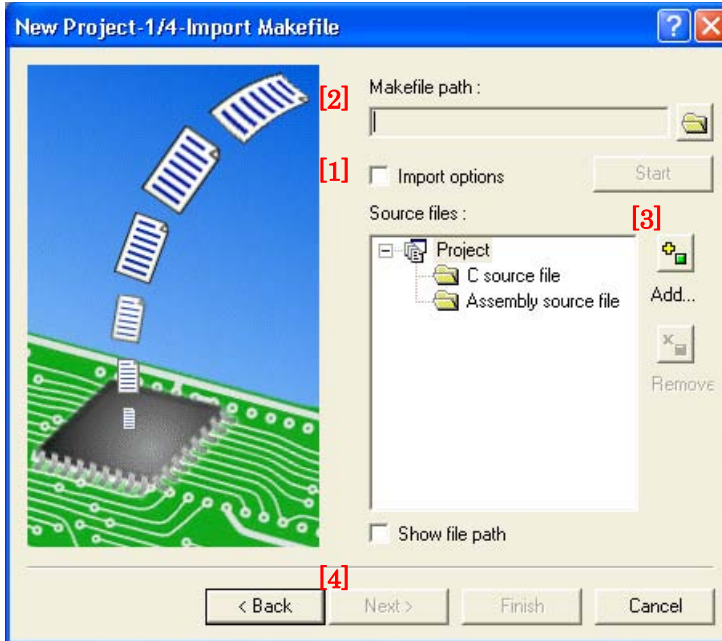 New Project-1/4-Import Makefile
[2] Makefile path :
[1] Import options Start
Source files : [3]
Project
C source file
Assembly source file
Add...
Remove
Show file path
[4]
< Back Next > Finish Cancel